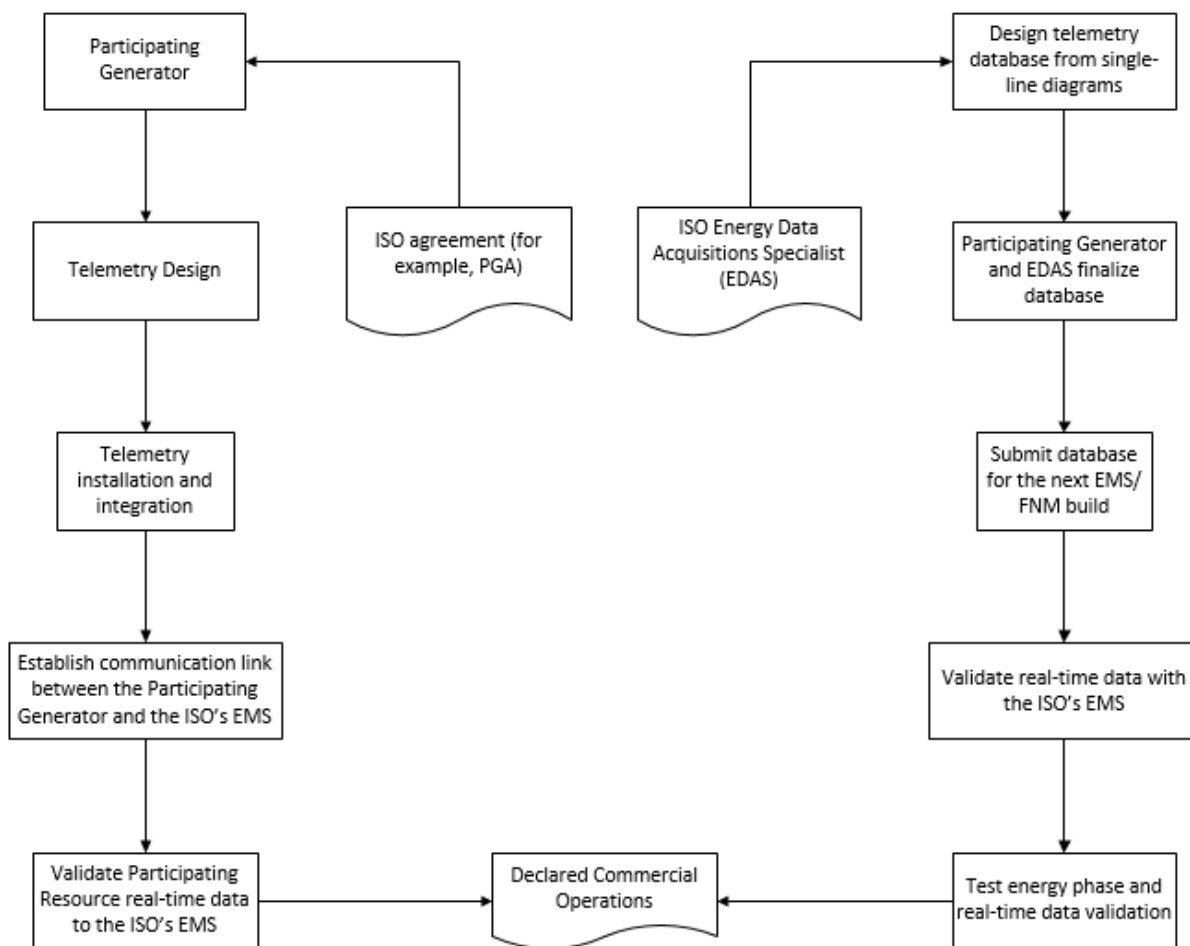 Participating
Generator
Design telemetry
database from single-
line diagrams
Telemetry Design
ISO agreement (for
example, PGA)
ISO Energy Data
Acquisitions Specialist
(EDAS)
Participating Generator
and EDAS finalize
database
Telemetry
installation and
integration
Submit database
for the next EMS/
FNM build
Establish communication link
between the Participating
Generator and the ISO's EMS
Validate real-time data with
the ISO's EMS
Validate Participating
Resource real-time data
to the ISO's EMS
Declared Commercial
Operations
Test energy phase and
real-time data validation